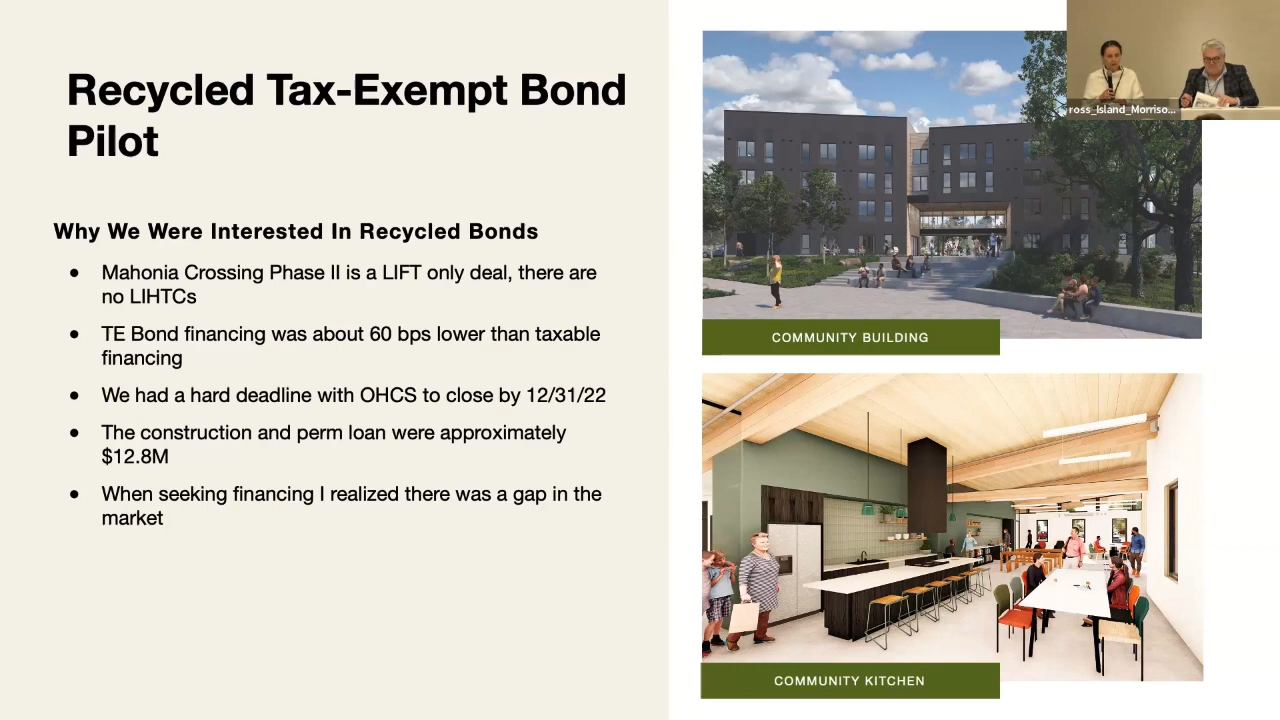 Recycled Tax-Exempt Bond
Pilot
Why We Were Interested In Recycled Bonds
● Mahonia Crossing Phase II is a LIFT only deal, there are
no LIHTCs
● TE Bond financing was about 60 bps lower than taxable
financing
● We had a hard deadline with OHCS to close by 12/31/22
● The construction and perm loan were approximately
$12.8M
● When seeking financing I realized there was a gap in the
market
ross_Island_Morriso...
COMMUNITY BUILDING
COMMUNITY KITCHEN